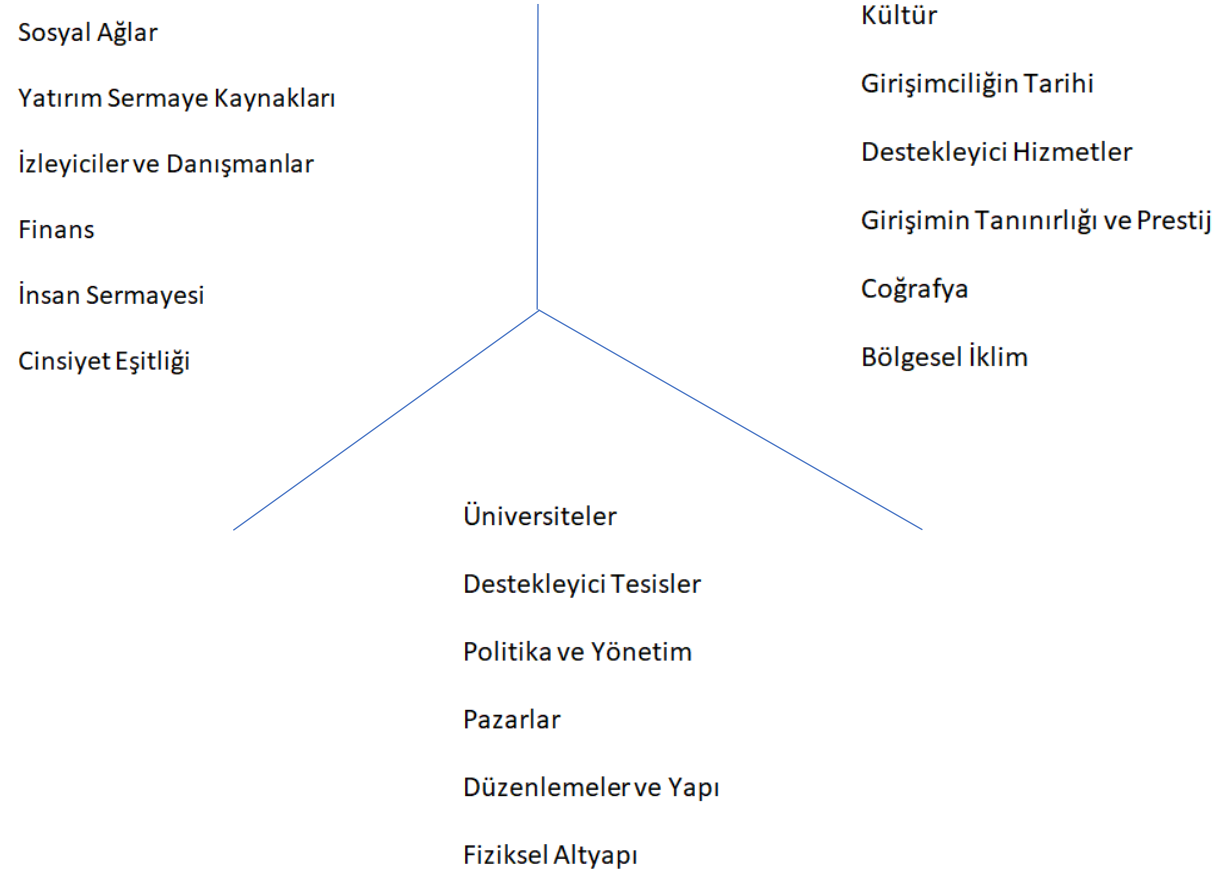 Sosyal Ağlar
Yatırım Sermaye Kaynakları
İzleyiciler ve Danışmanlar
Finans
İnsan Sermayesi
Cinsiyet Eşitliği
Kültür
Girişimciliğin Tarihi
Destekleyici Hizmetler
Girişimin Tanınırlığı ve Prestij
Coğrafya
Bölgesel İklim
Üniversiteler
Destekleyici Tesisler
Politika ve Yönetim
Pazarlar
Düzenlemeler ve Yapı
Fiziksel Altyapı